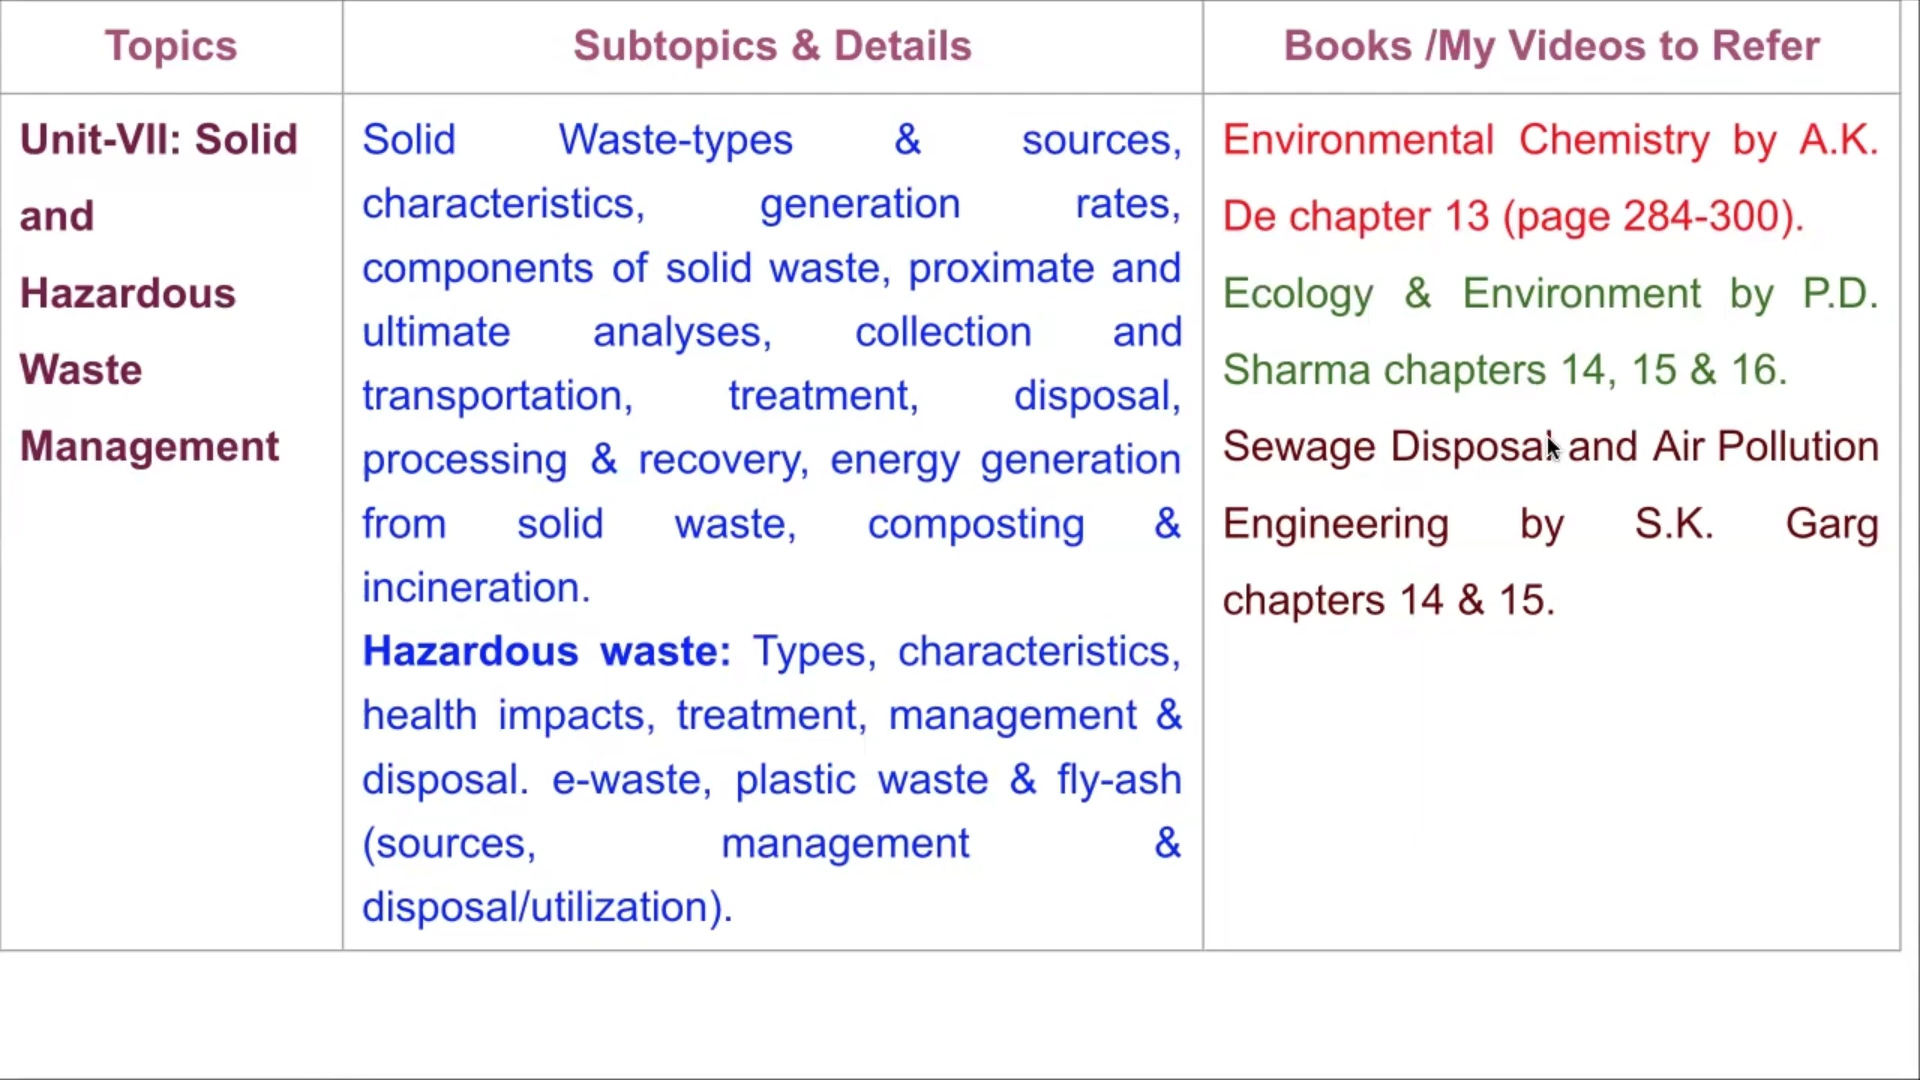 Topics
Subtopics & Details
Books /My Videos to Refer
Unit-VII: Solid
and
Hazardous
Waste
Management
Solid Waste-types & sources,
characteristics, generation rates,
components of solid waste, proximate and
ultimate analyses, collection and
transportation, treatment, disposal,
processing & recovery, energy generation
from solid waste, composting &
incineration.
Hazardous waste: Types, characteristics,
health impacts, treatment, management &
disposal. e-waste, plastic waste & fly-ash
(sources, management &
disposal/utilization).
Environmental Chemistry by A.K.
De chapter 13 (page 284-300).
Ecology & Environment by P.D.
Sharma chapters 14, 15 & 16.
Sewage Disposal and Air Pollution
Engineering by S.K. Garg
chapters 14 & 15.